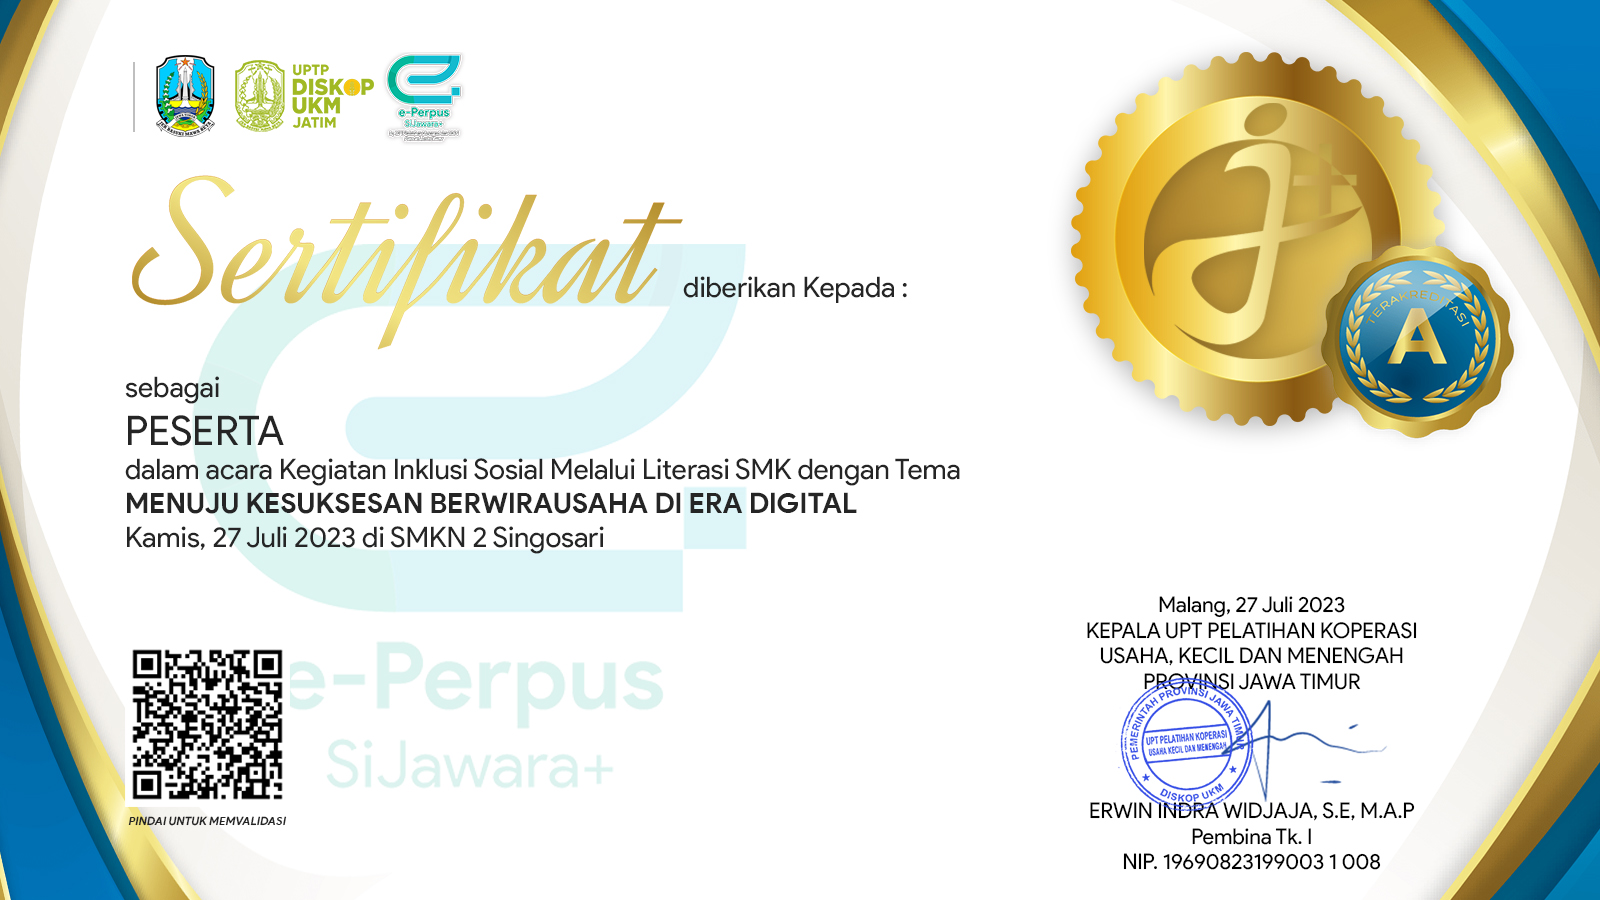 UPTP
DISKOP
UKM
JATIM
e-Perpus
SiJawara+
Sertifikat diberikan Kepada :
TERAKREDITASI
A
sebagai
PESERTA
dalam acara Kegiatan Inklusi Sosial Melalui Literasi SMK dengan Tema
MENUJU KESUKSESAN BERWIRAUSAHA DI ERA DIGITAL
Kamis, 27 Juli 2023 di SMKN 2 Singosari
e-Perpus
SiJawara+
PINDAI UNTUK MEMVALIDASI
Malang, 27 Juli 2023
KEPALA UPT PELATIHAN KOPERASI
USAHA, KECIL DAN MENENGAH
PROVINSI JAWA TIMUR
PEMERINTAH PROVINSI JAWA TIMUR
UPT PELATIHAN KOPERASI
USAHA KECIL DAN MENENGAH
DISKOP UKM
ERWIN INDRA WIDJAJA, S.E, M.A.P
Pembina Tk. I
NIP. 19690823199003 1 008